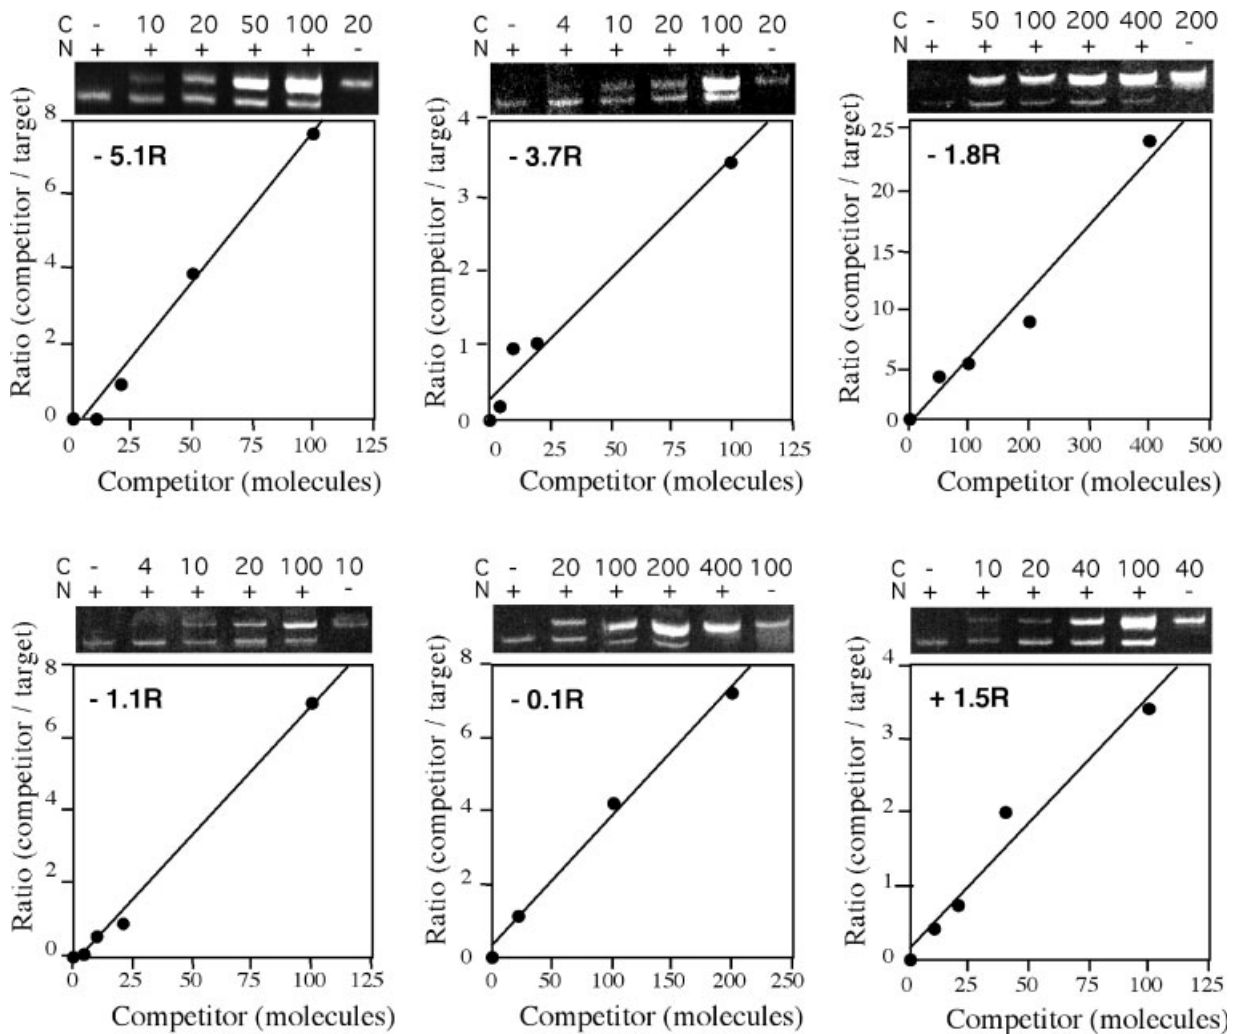 C - 10 20 50 100 20
N + + + + + -
8
6
4
2
0
- 5.1R
Ratio (competitor / target)
0 25 50 75 100 125
Competitor (molecules)
C - 4 10 20 100 20
N + + + + + -
4
3
2
1
0
- 3.7R
Ratio (competitor / target)
0 25 50 75 100 125
Competitor (molecules)
C - 50 100 200 400 200
N + + + + + -
25
20
15
10
5
0
- 1.8R
Ratio (competitor / target)
0 100 200 300 400 500
Competitor (molecules)
C - 4 10 20 100 10
N + + + + + -
8
6
4
2
0
- 1.1R
Ratio (competitor / target)
0 25 50 75 100 125
Competitor (molecules)
C - 20 100 200 400 100
N + + + + + -
8
6
4
2
0
- 0.1R
Ratio (competitor / target)
0 50 100 150 200 250
Competitor (molecules)
C - 10 20 40 100 40
N + + + + + -
4
3
2
1
0
+ 1.5R
Ratio (competitor / target)
0 25 50 75 100 125
Competitor (molecules)